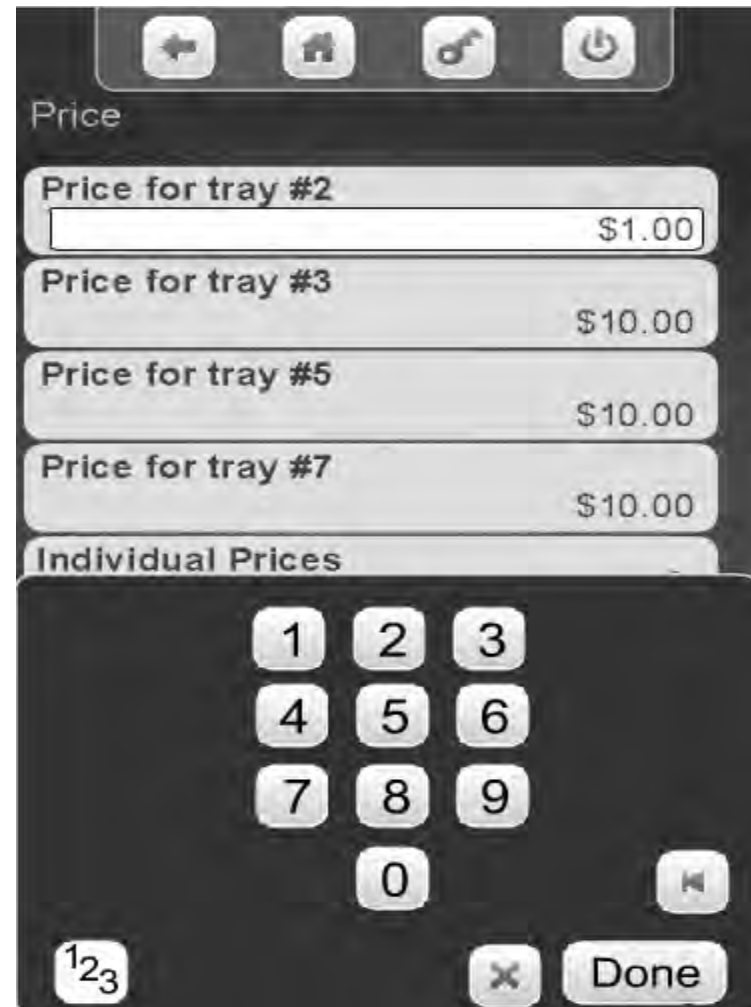 Price
Price for tray #2
$1.00
Price for tray #3
$10.00
Price for tray #5
$10.00
Price for tray #7
$10.00
Individual Prices
1 2 3
4 5 6
7 8 9
0
123
Done